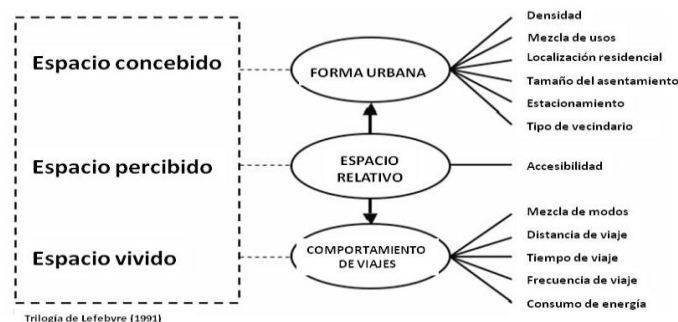 Espacio concebido
Espacio percibido
Espacio vivido
Trilogía de Lefebvre (1991)
FORMA URBANA
ESPACIO
RELATIVO
COMPORTAMIENTO
DE VIAJES
Densidad
Mezcla de usos
Localización residencial
Tamaño del asentamiento
Estacionamiento
Tipo de vecindario
Accesibilidad
Mezcla de modos
Distancia de viaje
Tiempo de viaje
Frecuencia de viaje
Consumo de energía